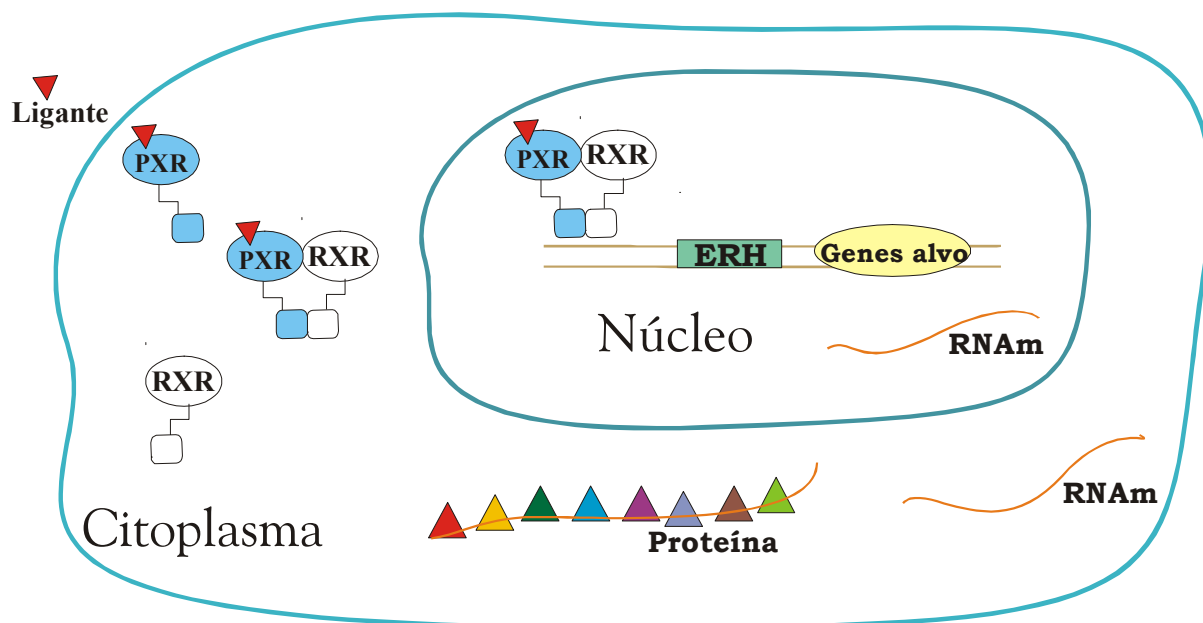 Ligante
PXR
PXR RXR
RXR
Citoplasma
PXR RXR
ERH Genes alvo
Núcleo
RNAm
RNAm
Proteína